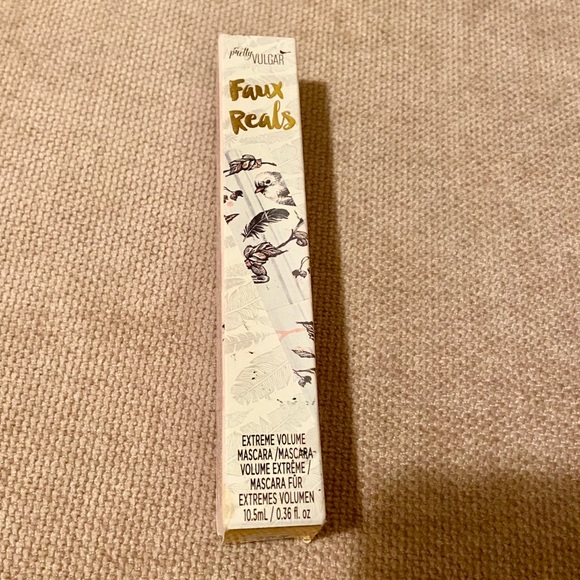 pretty VULGAR
Faux
Reals
EXTREME VOLUME
MASCARA /MASCARA
VOLUME EXTRÊME /
MASCARA FÜR
EXTREMES VOLUMEN
10.5mL / 0.36 fl. oz